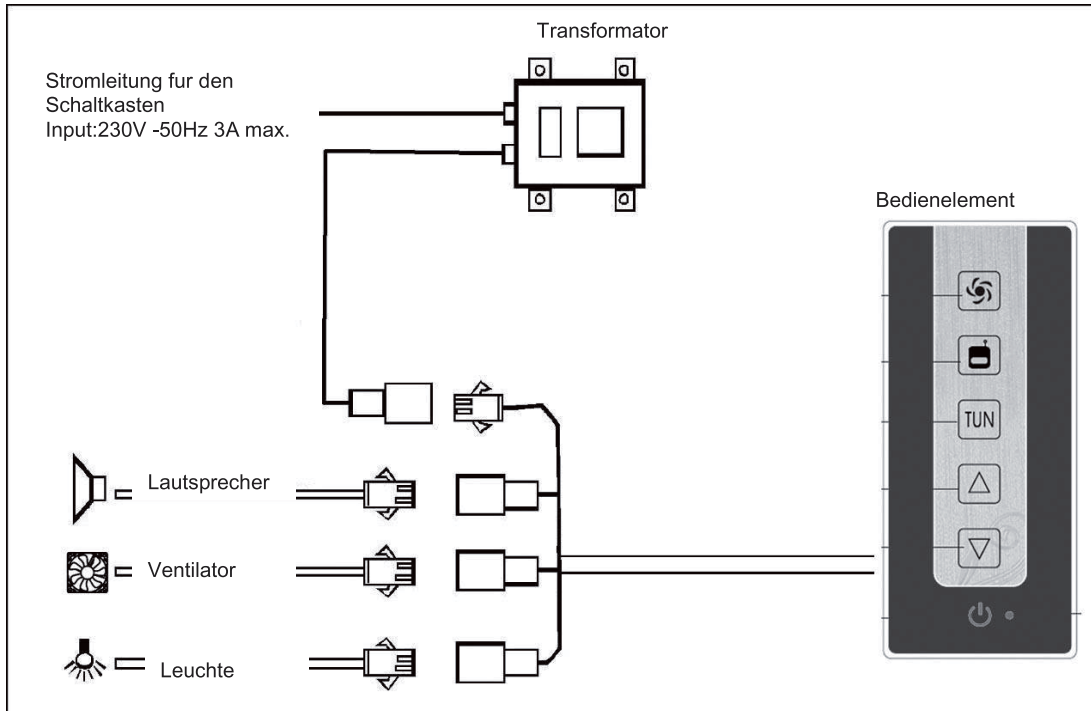 Transformator
Stromleitung fur den
Schaltkasten
Input:230V -50Hz 3A max.
Bedienelement
TUN
Lautsprecher
Ventilator
Leuchte